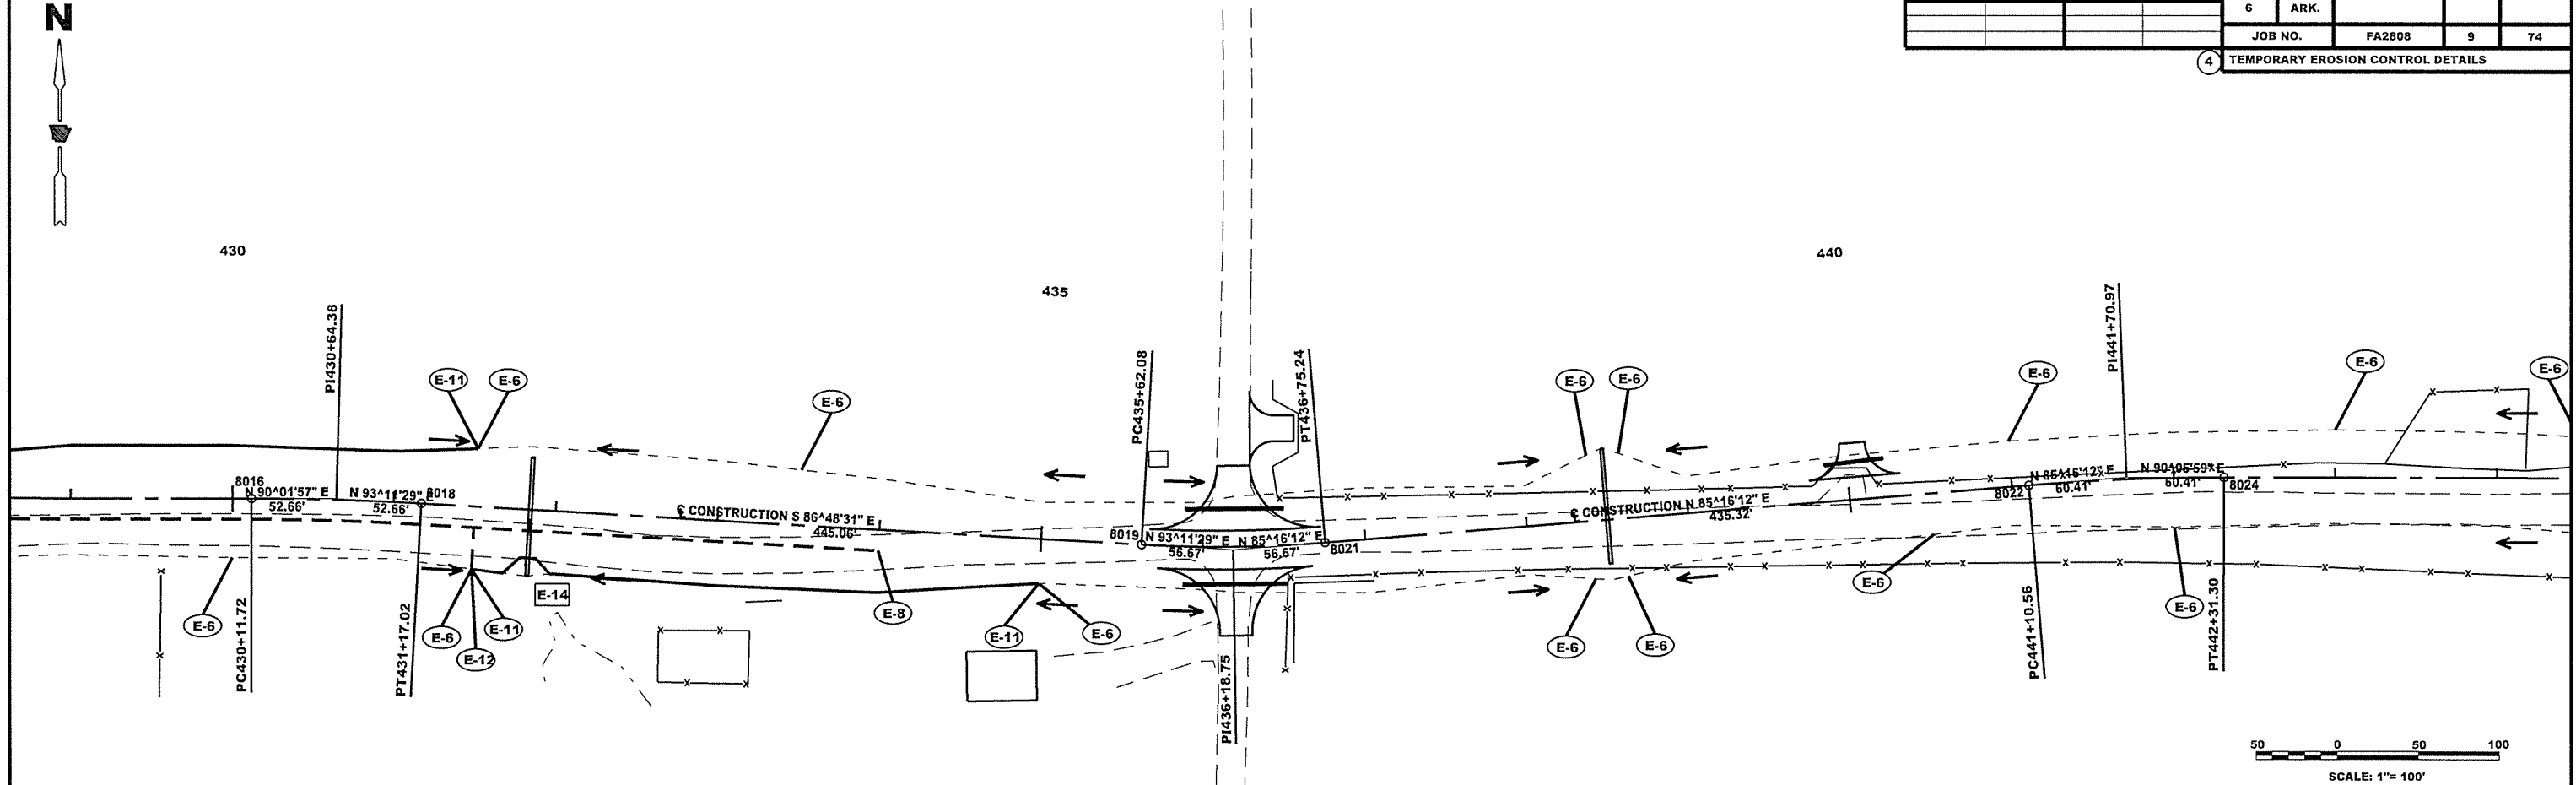 N
6 ARK.
JOB NO. FA2808 9 74
4 TEMPORARY EROSION CONTROL DETAILS
430
435
440
PI430+64.38
PC435+62.08
PT436+75.24
PI441+70.97
E-11 E-6
E-6
E-6 E-6
E-6
E-6
E-6
8016
N 90^01'57" E
52.66'
N 93^11'29" E
52.66'
8018
℄ CONSTRUCTION S 86^48'31" E
445.06'
8019
N 93^11'29" E
56.67'
N 85^16'12" E
56.67'
8021
℄ CONSTRUCTION N 85^16'12" E
435.32'
8022
N 85^16'12" E
60.41'
N 90^05'59" E
60.41'
8024
E-6
E-6
E-11
E-12
E-14
E-8
E-11
E-6
E-6
E-6
E-6
E-6
PC430+11.72
PT431+17.02
PI436+18.75
PC441+10.56
PT442+31.30
50 0 50 100
SCALE: 1"= 100'